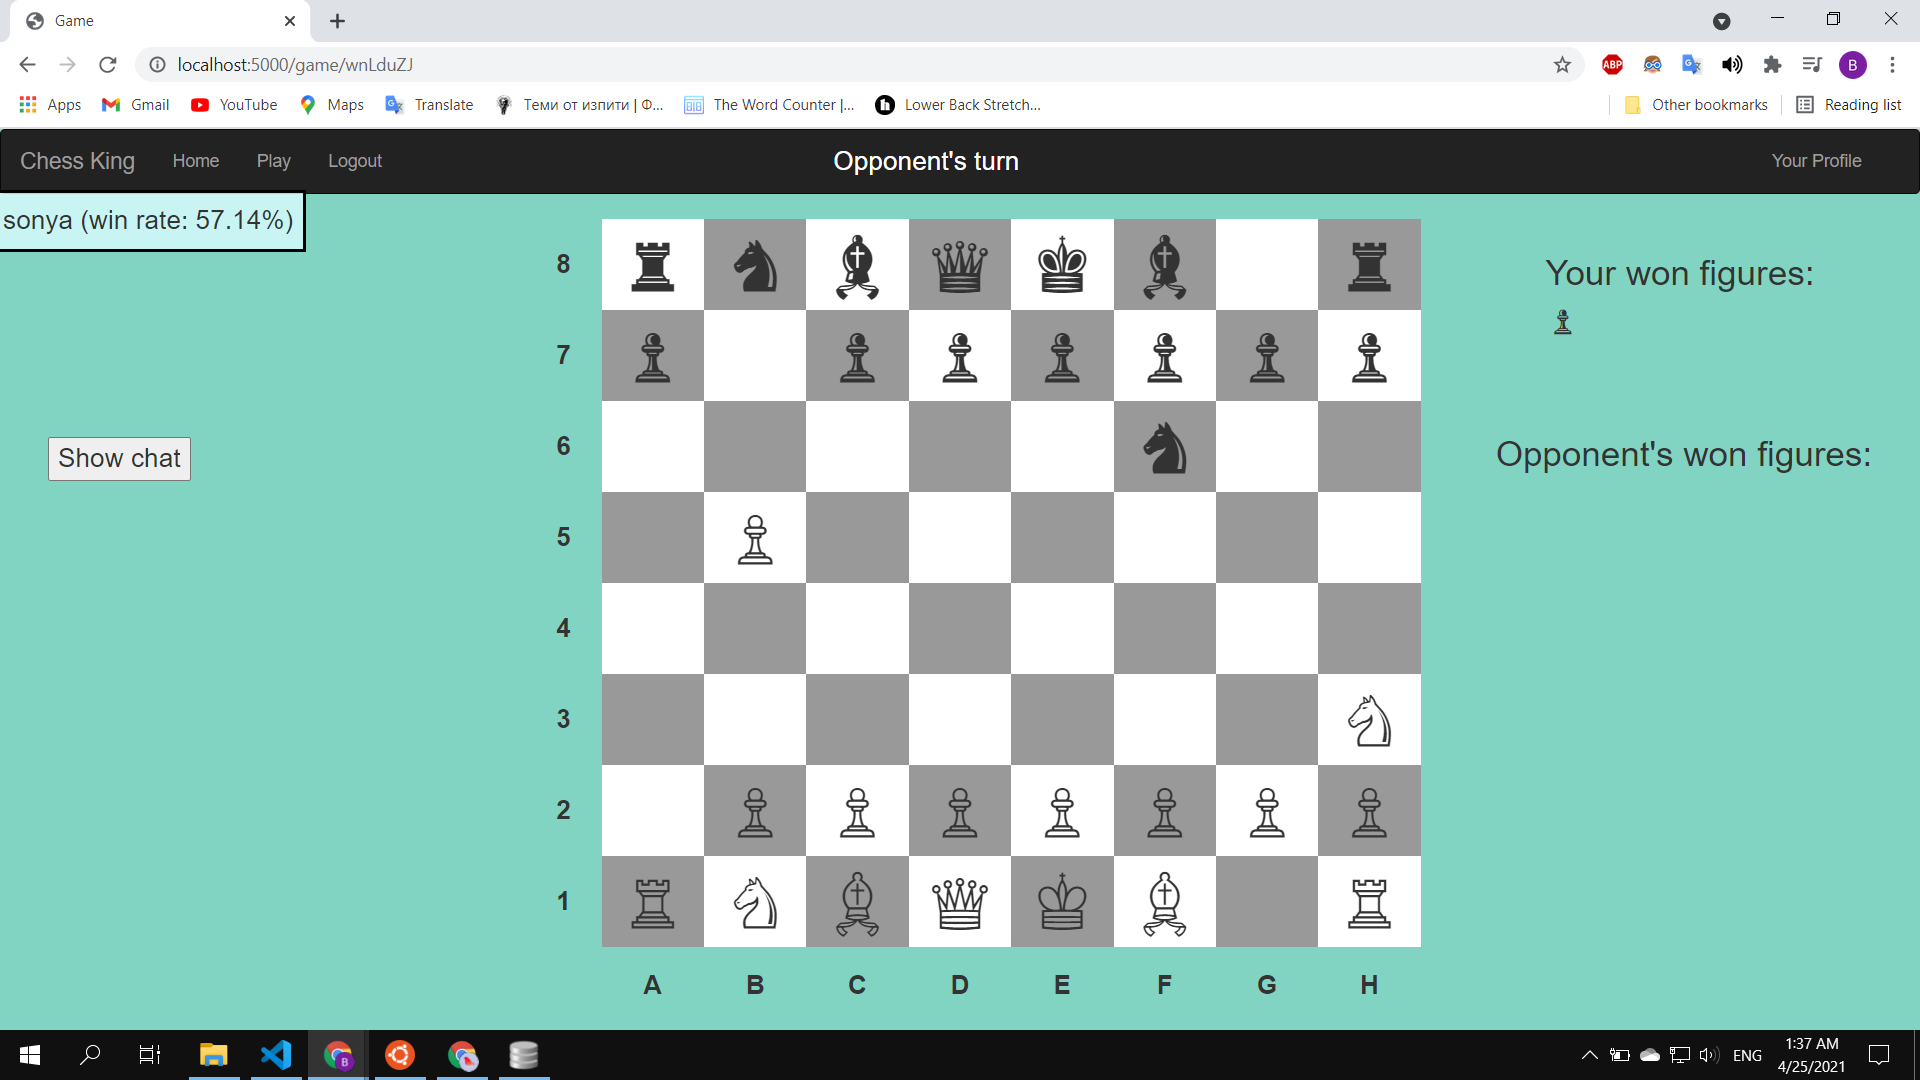 Game
localhost:5000/game/wnLduZJ
ABP
B
Apps
Gmail
YouTube
Maps
Translate
Теми от изпити | Ф...
The Word Counter |...
Lower Back Stretch...
Other bookmarks
Reading list
Chess King
Home
Play
Logout
Opponent's turn
Your Profile
sonya (win rate: 57.14%)
Show chat
8
7
6
5
4
3
2
1
A B C D E F G H
Your won figures:
Opponent's won figures:
ENG
1:37 AM
4/25/2021